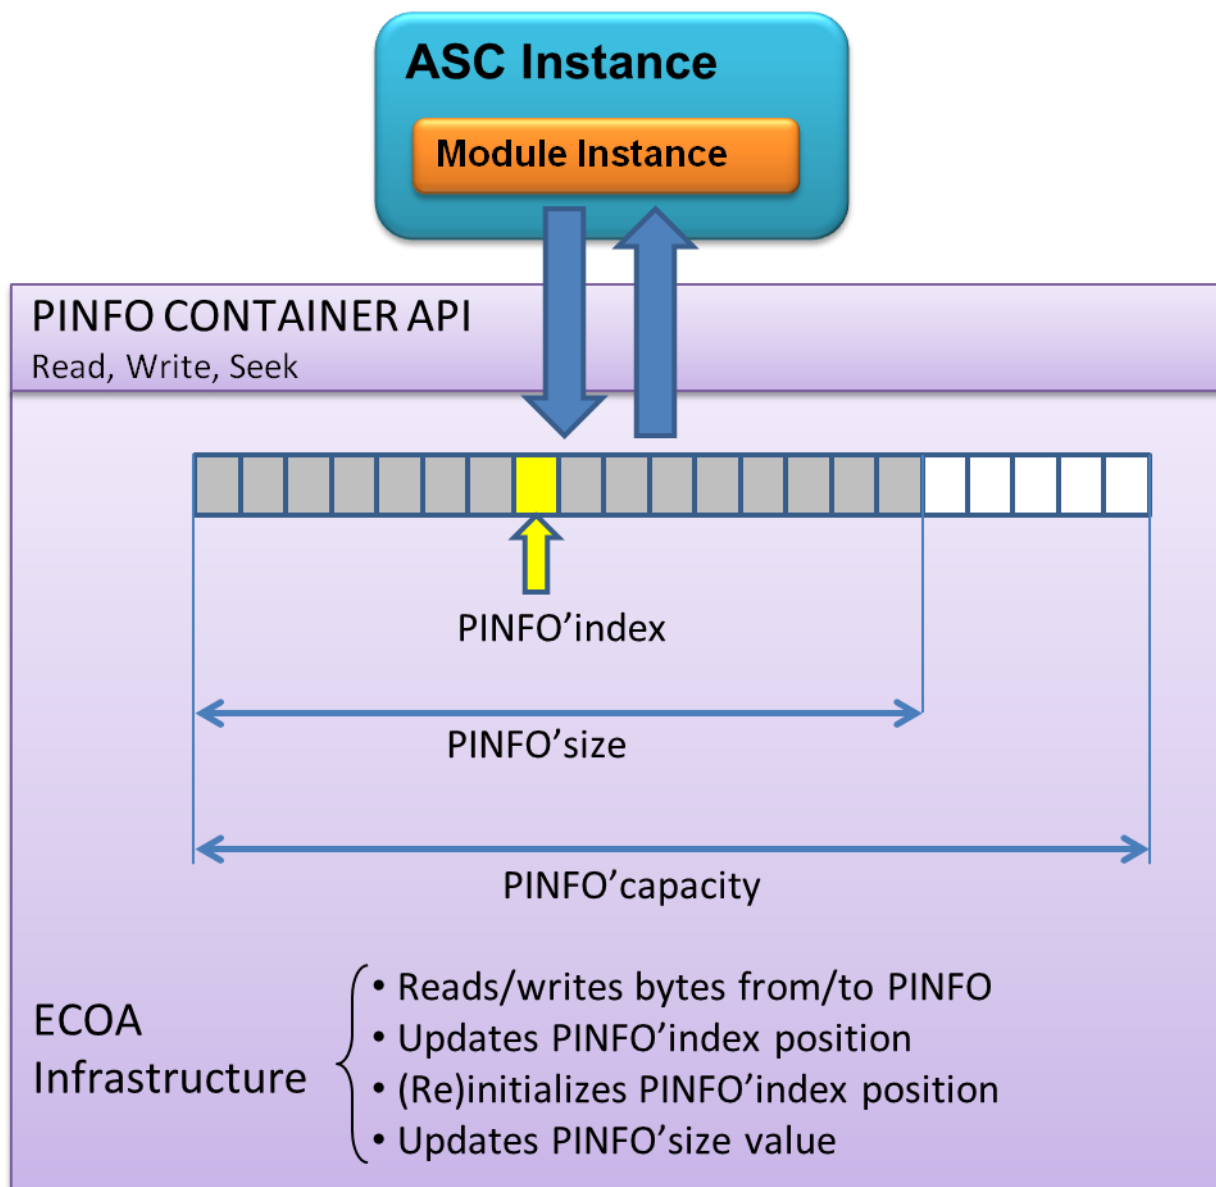 ASC Instance
Module Instance
PINFO CONTAINER API
Read, Write, Seek
PINFO’index
PINFO’size
PINFO’capacity
ECOA
Infrastructure
• Reads/writes bytes from/to PINFO
• Updates PINFO’index position
• (Re)initializes PINFO’index position
• Updates PINFO’size value